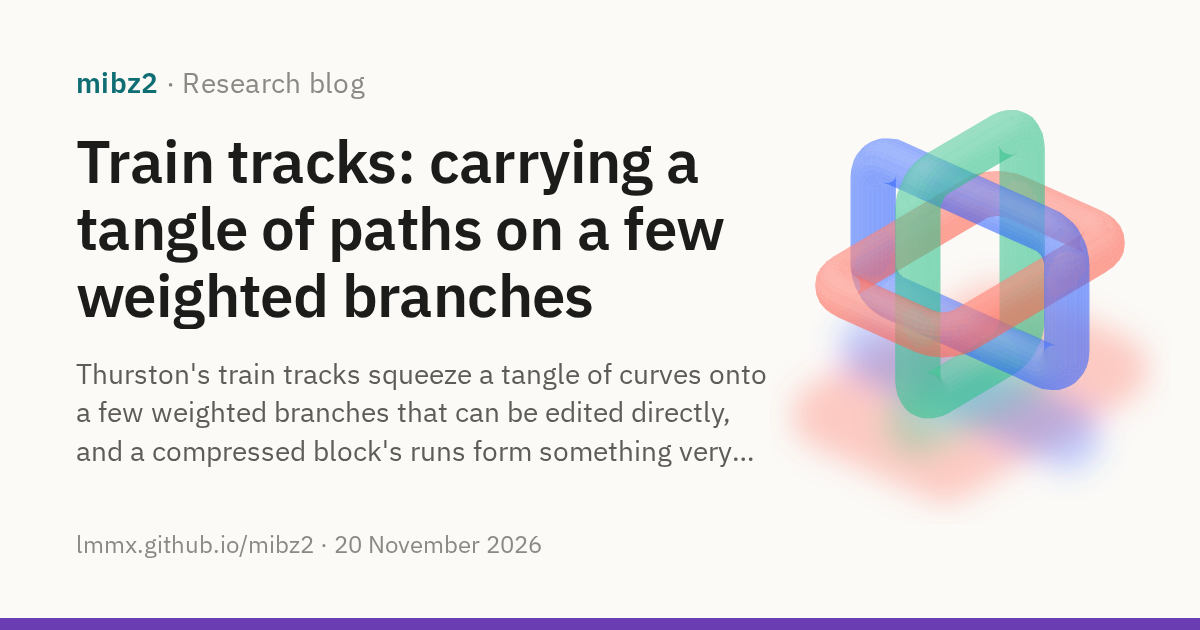 mibz2 · Research blog
Train tracks: carrying a
tangle of paths on a few
weighted branches
Thurston's train tracks squeeze a tangle of curves onto
a few weighted branches that can be edited directly,
and a compressed block's runs form something very...
lmmx.github.io/mibz2 · 20 November 2026